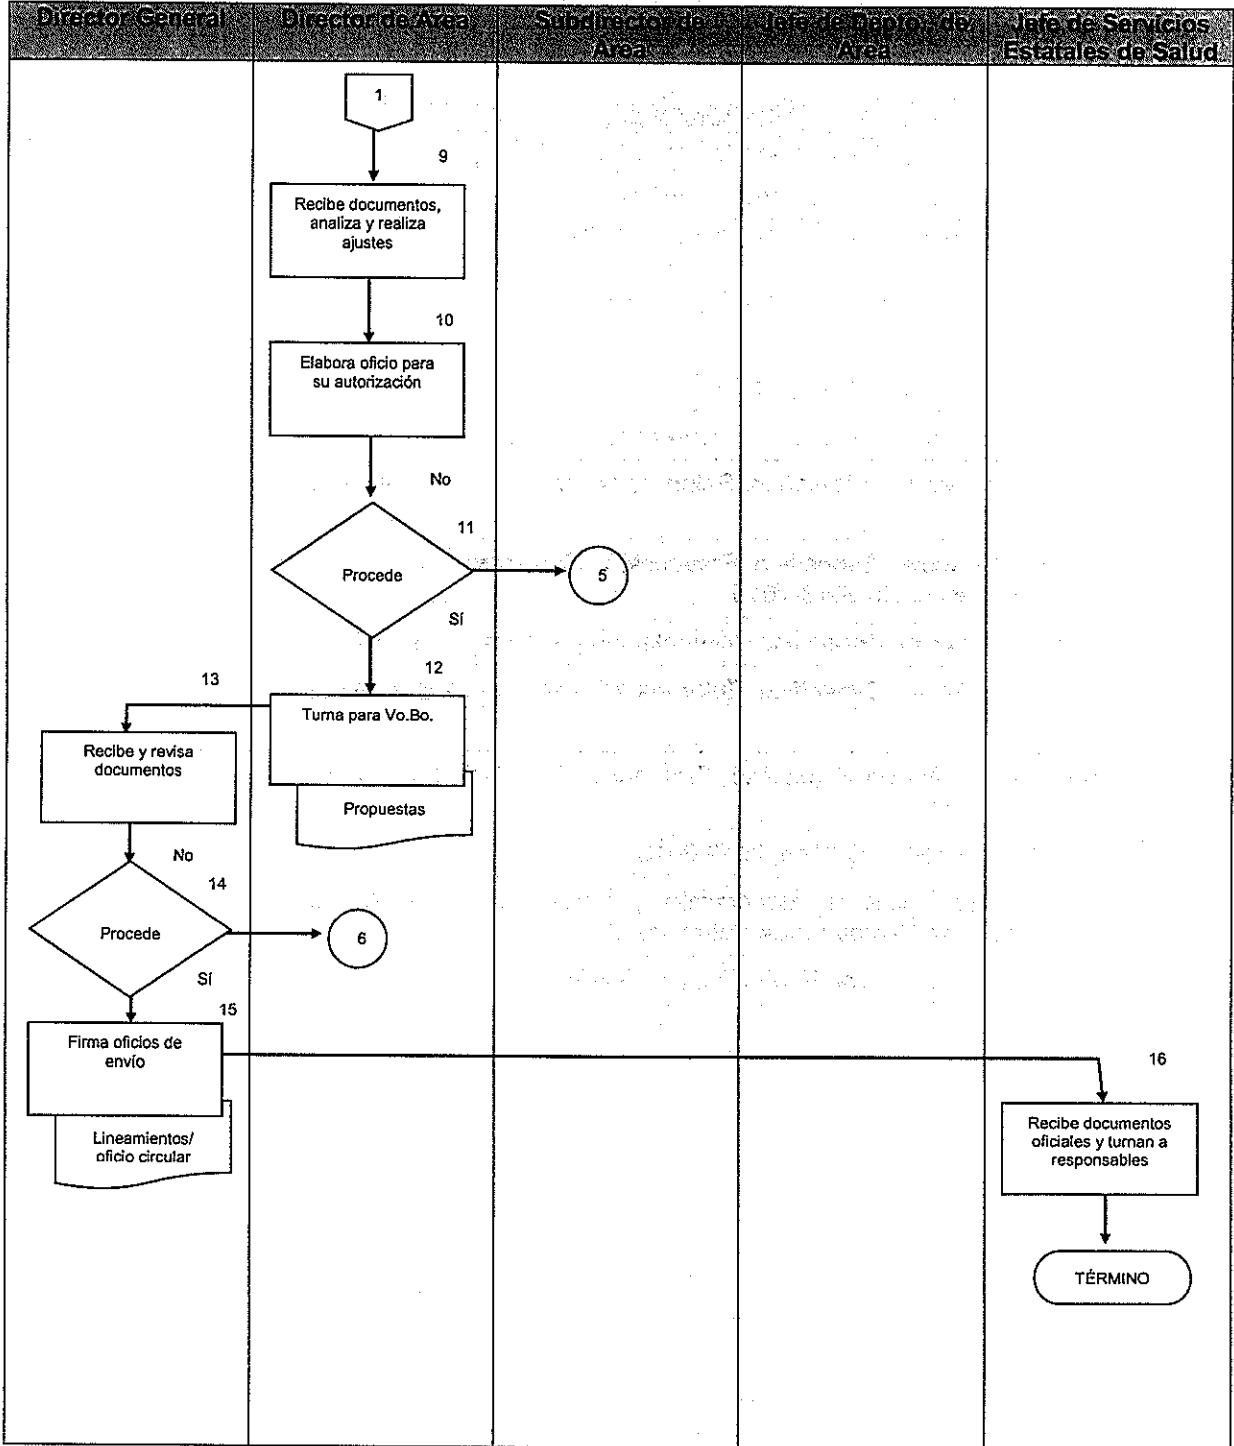 Director General
Director de Area
Subdirector de
Area
Jefe de Depto., de
Area
Jefe de Servicios
Estatales de Salud
1
9
Recibe documentos,
analiza y realiza
ajustes
10
Elabora oficio para
su autorización
No
11
Procede
5
Sí
12
Turna para Vo.Bo.
Propuestas
13
Recibe y revisa
documentos
No
14
Procede
6
Sí
15
Firma oficios de
envío
Lineamientos/
oficio circular
16
Recibe documentos
oficiales y turnan a
responsables
TÉRMINO